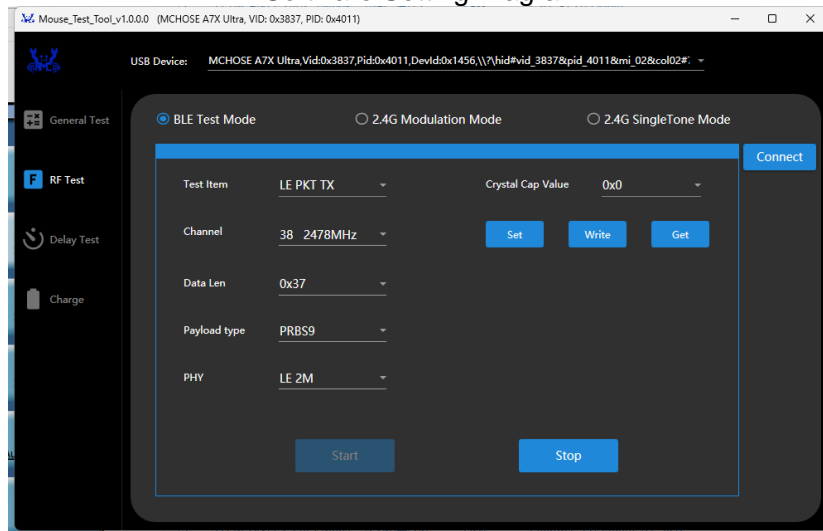 Mouse_Test_Tool_v1.0.0.0 (MCHOSE A7X Ultra, VID: 0x3837, PID: 0x4011)
USB Device: MCHOSE A7X Ultra,Vid:0x3837,Pid:0x4011,DevId:0x1456,\\?\hid#vid_3837&pid_4011&mi_02&col02#
General Test
RF Test
Delay Test
Charge
BLE Test Mode 2.4G Modulation Mode 2.4G SingleTone Mode
Connect
Test Item LE PKT TX Crystal Cap Value 0x0
Channel 38 2478MHz Set Write Get
Data Len 0x37
Payload type PRBS9
PHY LE 2M
Start Stop